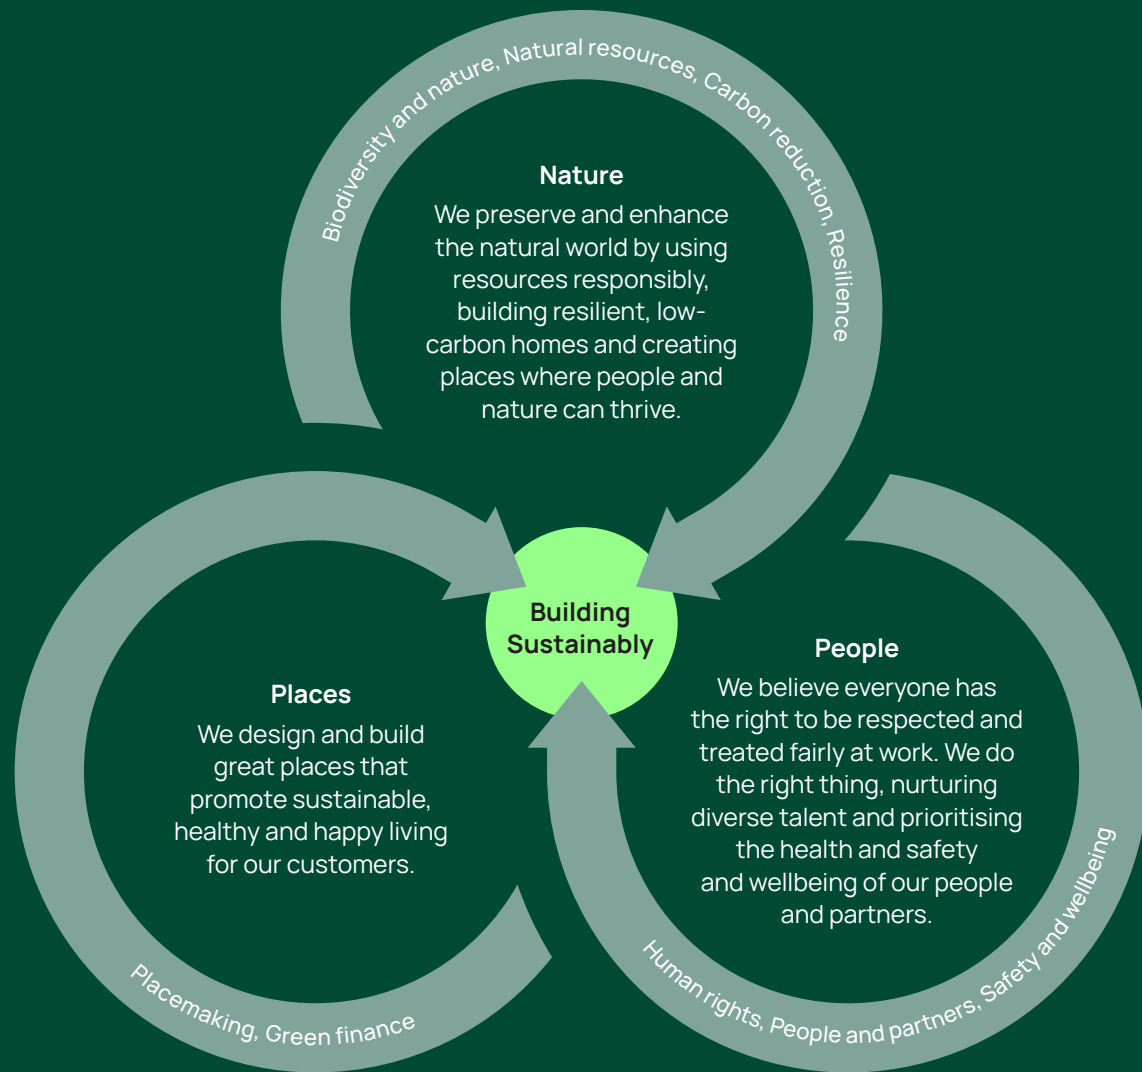 Biodiversity and nature, Natural resources, Carbon reduction, Resilience
Nature
We preserve and enhance
the natural world by using
resources responsibly,
building resilient, low-
carbon homes and creating
places where people and
nature can thrive.
Building
Sustainably
Places
We design and build
great places that
promote sustainable,
healthy and happy living
for our customers.
Placemaking, Green finance
People
We believe everyone has
the right to be respected and
treated fairly at work. We do
the right thing, nurturing
diverse talent and prioritising
the health and safety
and wellbeing of our people
and partners.
Human rights, People and partners, Safety and wellbeing